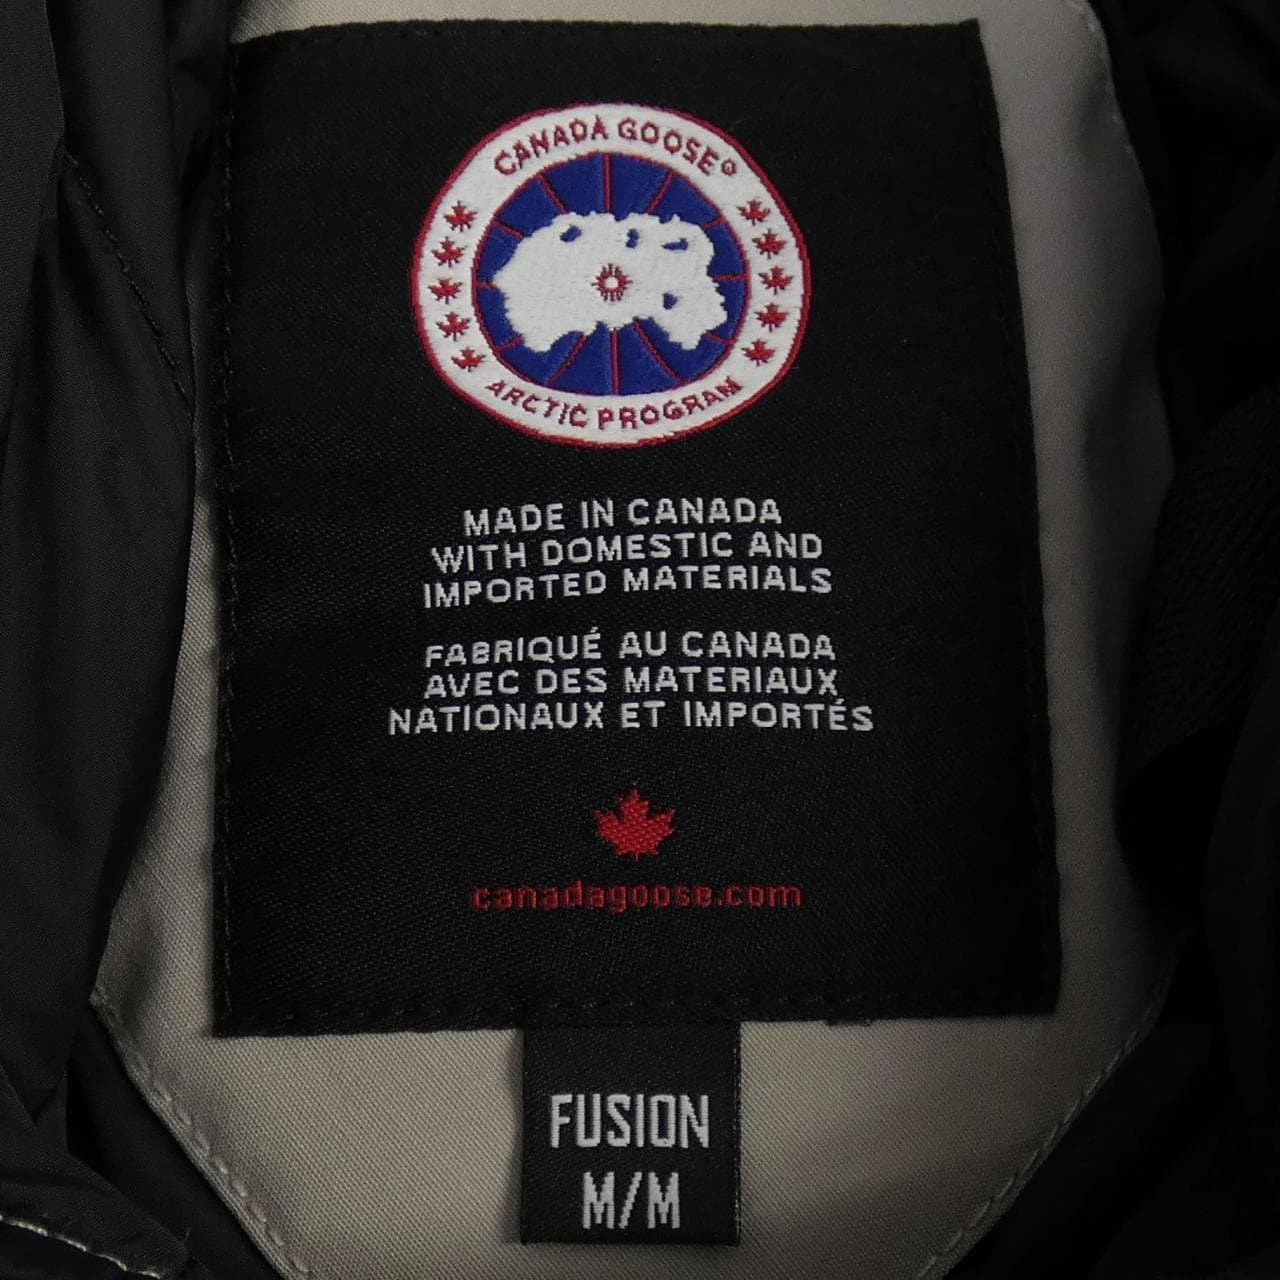 CANADA GOOSE®
ARCTIC PROGRAM
MADE IN CANADA
WITH DOMESTIC AND
IMPORTED MATERIALS
FABRIQUÉ AU CANADA
AVEC DES MATERIAUX
NATIONAUX ET IMPORTÉS
canadagoose.com
FUSION
M/M